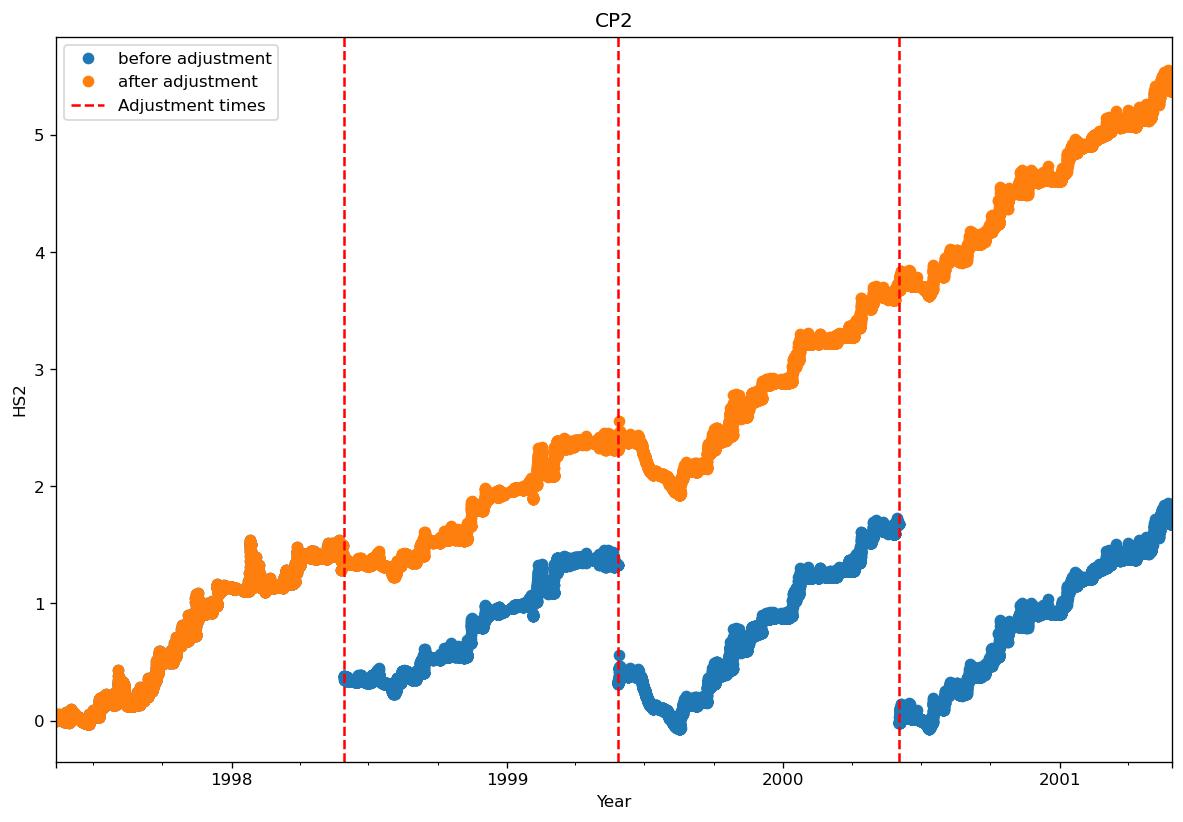 CP2
before adjustment
after adjustment
Adjustment times
5
4
3
2
1
0
HS2
1998
1999
2000
2001
Year